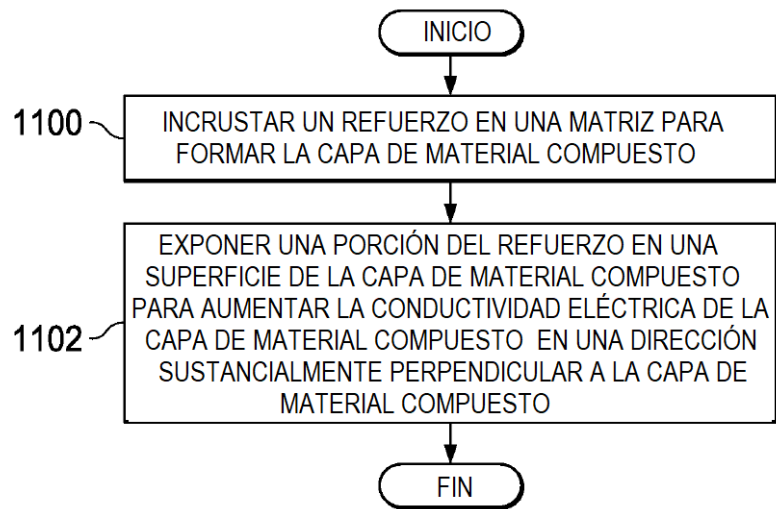 INICIO
1100
INCRUSTAR UN REFUERZO EN UNA MATRIZ PARA
FORMAR LA CAPA DE MATERIAL COMPUESTO
EXPONER UNA PORCIÓN DEL REFUERZO EN UNA
SUPERFICIE DE LA CAPA DE MATERIAL COMPUESTO
PARA AUMENTAR LA CONDUCTIVIDAD ELÉCTRICA DE LA
1102
CAPA DE MATERIAL COMPUESTO EN UNA DIRECCIÓN
SUSTANCIALMENTE PERPENDICULAR A LA CAPA DE
MATERIAL COMPUESTO
FIN